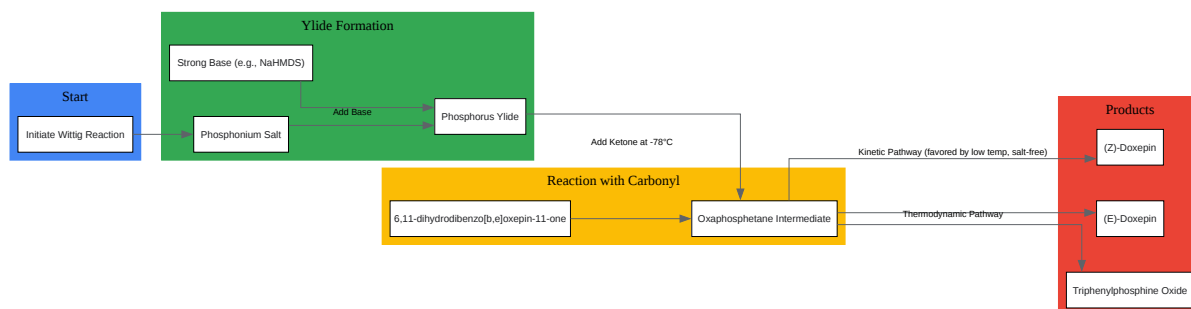 Ylide Formation
Strong Base (e.g., NaHMDS)
Start
Initiate Wittig Reaction
Phosphonium Salt
Add Base
Phosphorus Ylide
Add Ketone at -78°C
Reaction with Carbonyl
6,11-dihydrodibenzo[b,e]oxepin-11-one
Oxaphosphetane Intermediate
Kinetic Pathway (favored by low temp, salt-free)
Thermodynamic Pathway
Products
(Z)-Doxepin
(E)-Doxepin
Triphenylphosphine Oxide